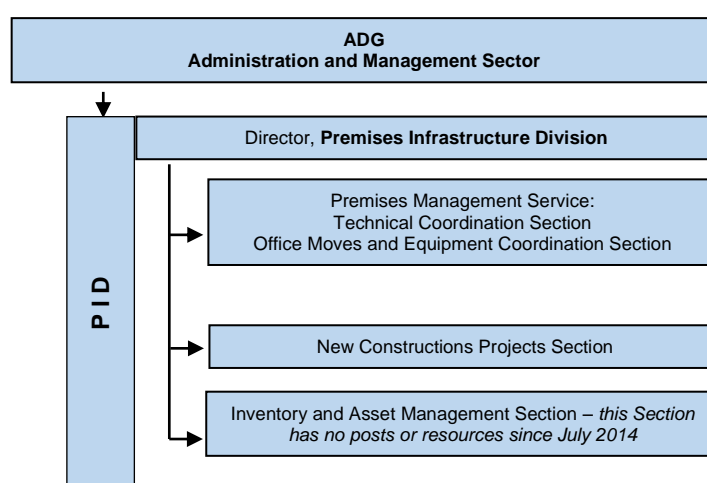 ADG
Administration and Management Sector
PID
Director, Premises Infrastructure Division
Premises Management Service:
Technical Coordination Section
Office Moves and Equipment Coordination Section
New Constructions Projects Section
Inventory and Asset Management Section – this Section
has no posts or resources since July 2014